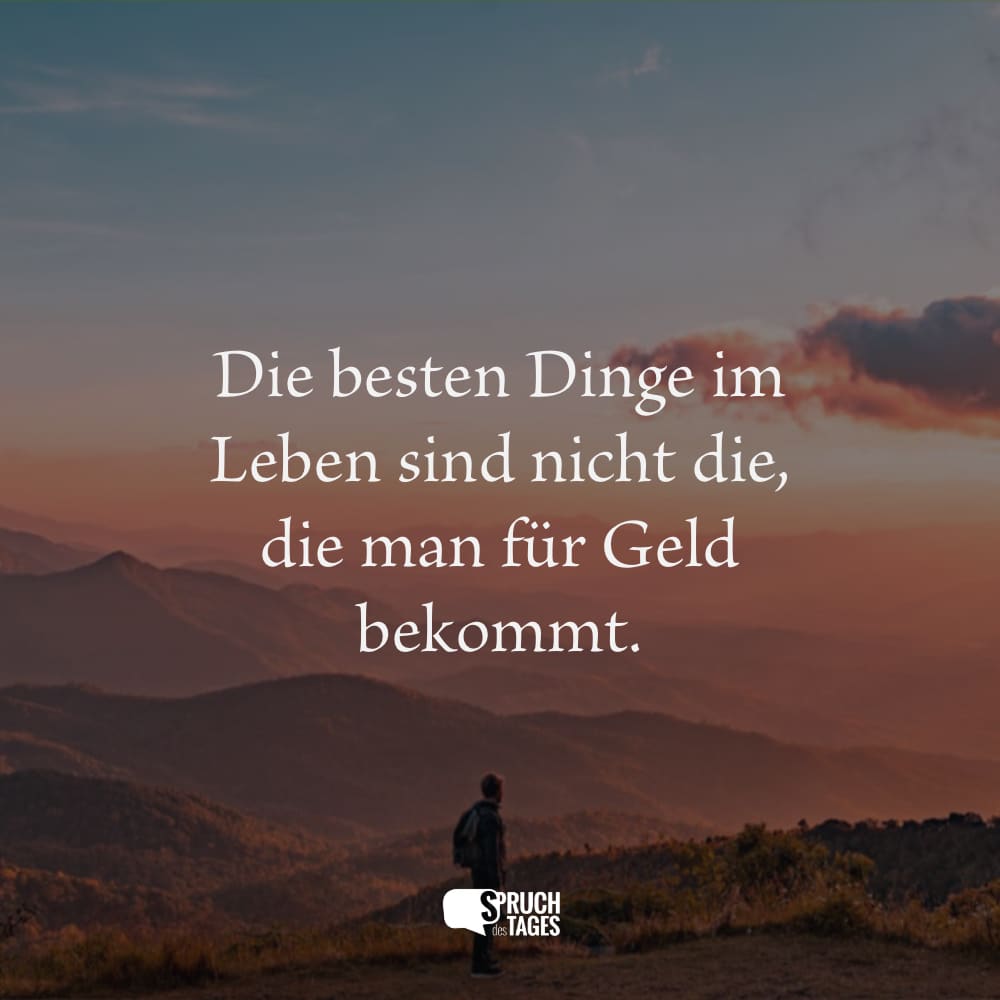 Die besten Dinge im
Leben sind nicht die,
die man für Geld
bekommt.
SPRUCH
des TAGES